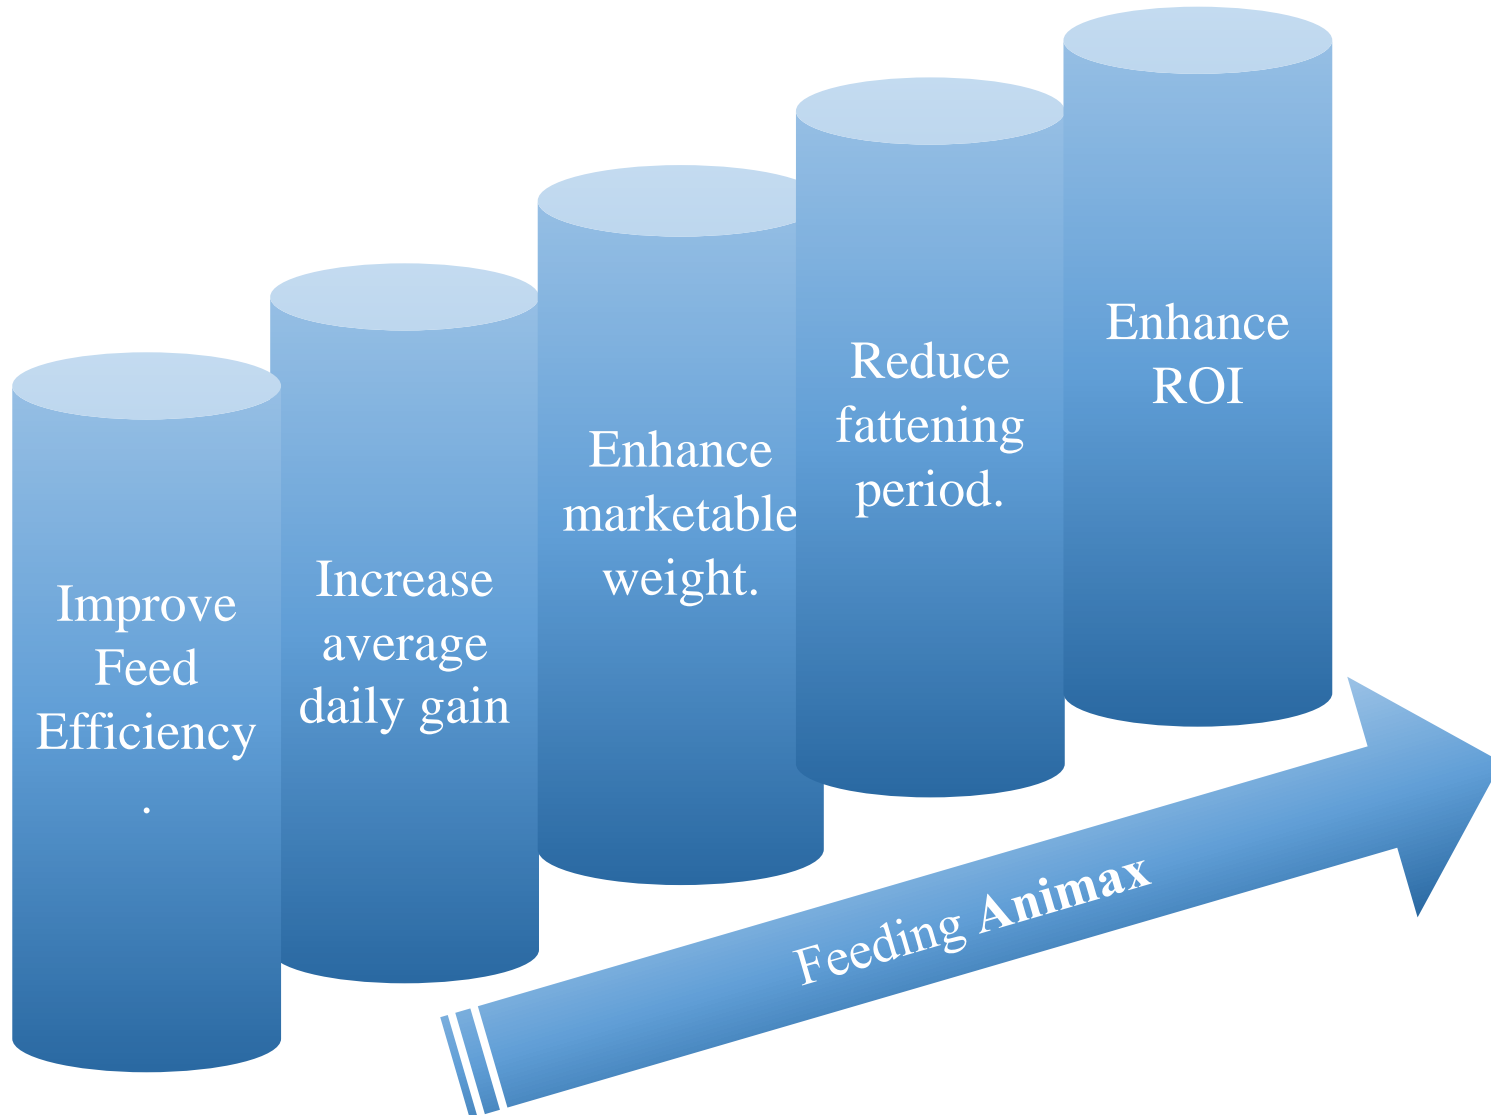 Improve
Feed
Efficiency
.
Increase
average
daily gain
Enhance
marketable
weight.
Reduce
fattening
period.
Enhance
ROI
Feeding Animax